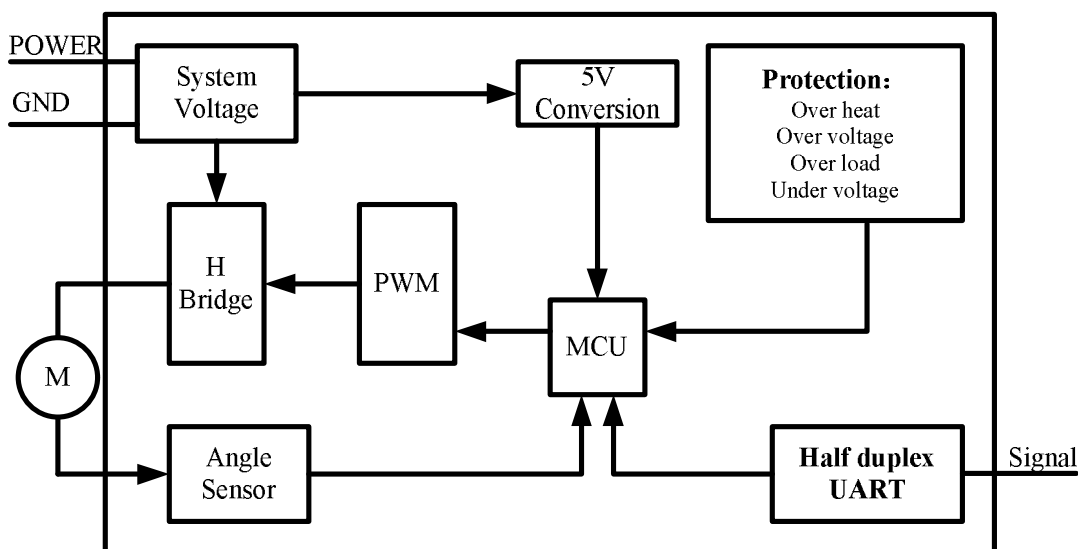 POWER
GND
System
Voltage
5V
Conversion
Protection：
Over heat
Over voltage
Over load
Under voltage
H
Bridge
PWM
MCU
M
Angle
Sensor
Half duplex
UART
Signal